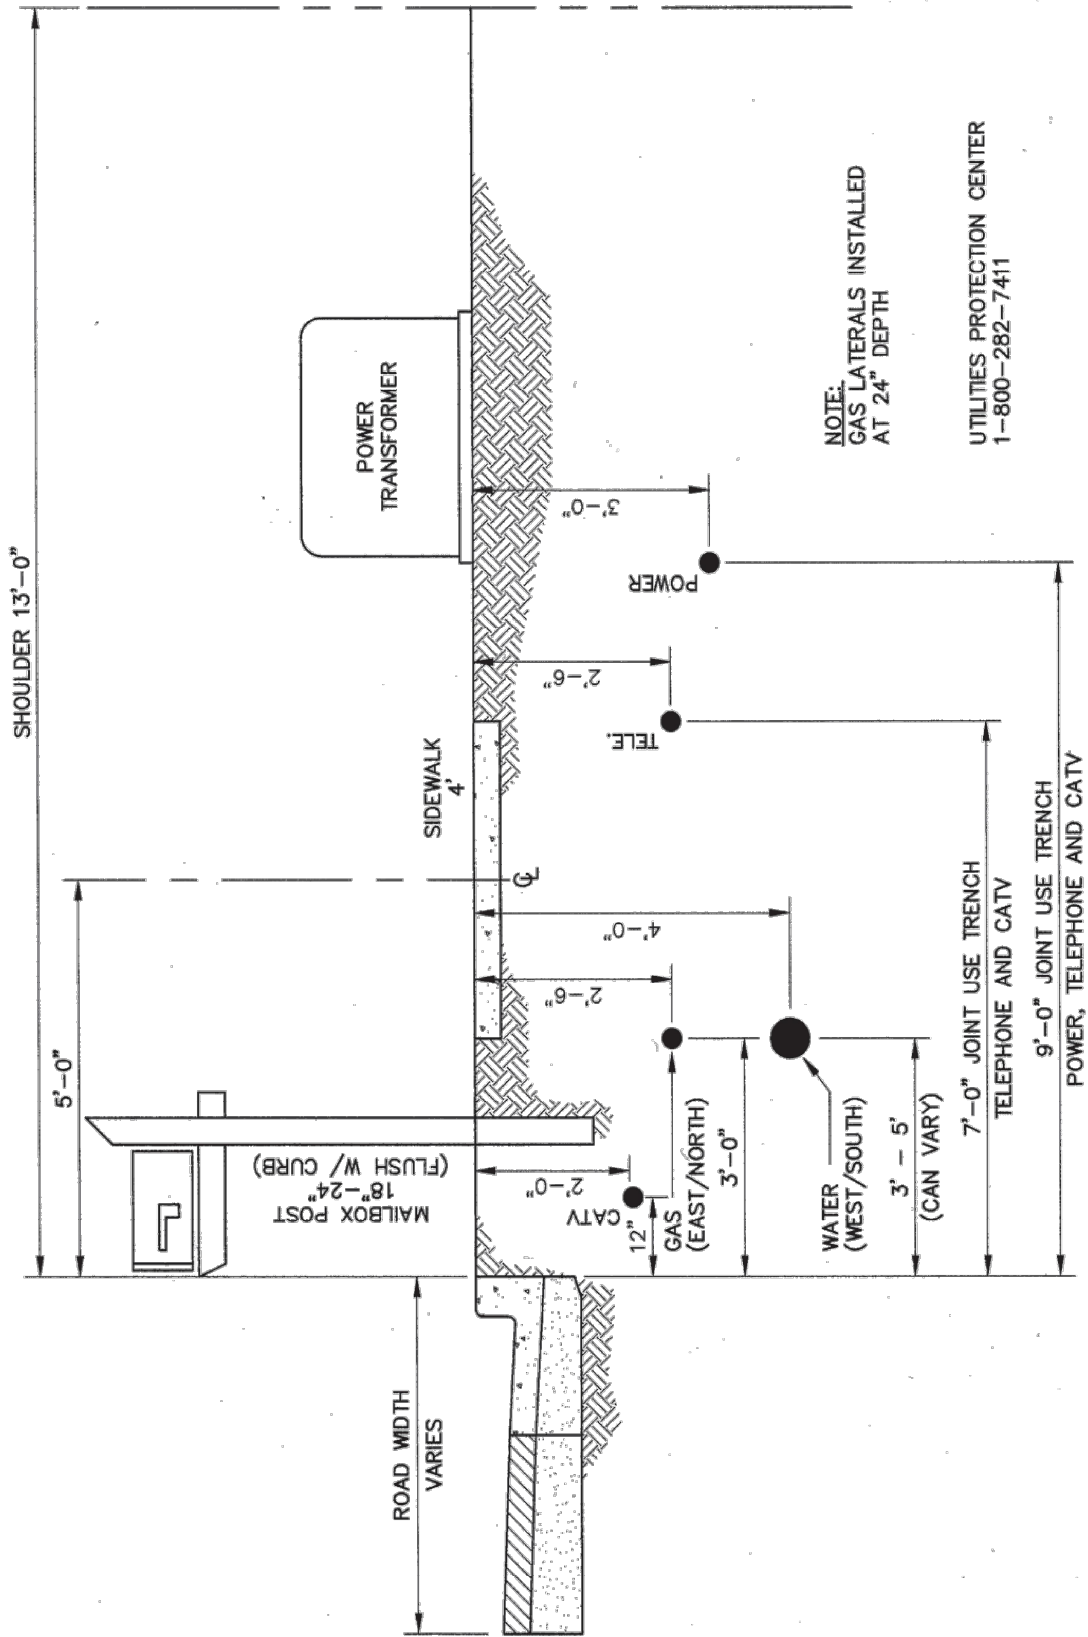 SHOULDER 13'-0"
5'-0"
ROAD WIDTH
VARIES
MAILBOX POST
18"-24"
(FLUSH W/ CURB)
SIDEWALK
4'
POWER
TRANSFORMER
CL
2'-0"
CATV
12"
GAS
(EAST/NORTH)
3'-0"
2'-6"
4'-0"
WATER
(WEST/SOUTH)
3' - 5'
(CAN VARY)
2'-6"
TELE.
3'-0"
POWER
7'-0" JOINT USE TRENCH
TELEPHONE AND CATV
9'-0" JOINT USE TRENCH
POWER, TELEPHONE AND CATV
NOTE:
GAS LATERALS INSTALLED
AT 24" DEPTH
UTILITIES PROTECTION CENTER
1-800-282-7411